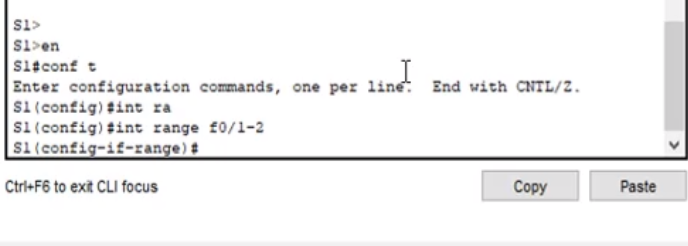 S1>
S1>en
S1#conf t
Enter configuration commands, one per line.  End with CNTL/Z.
S1(config)#int ra
S1(config)#int range f0/1-2
S1(config-if-range)#
Ctrl+F6 to exit CLI focus
Copy
Paste